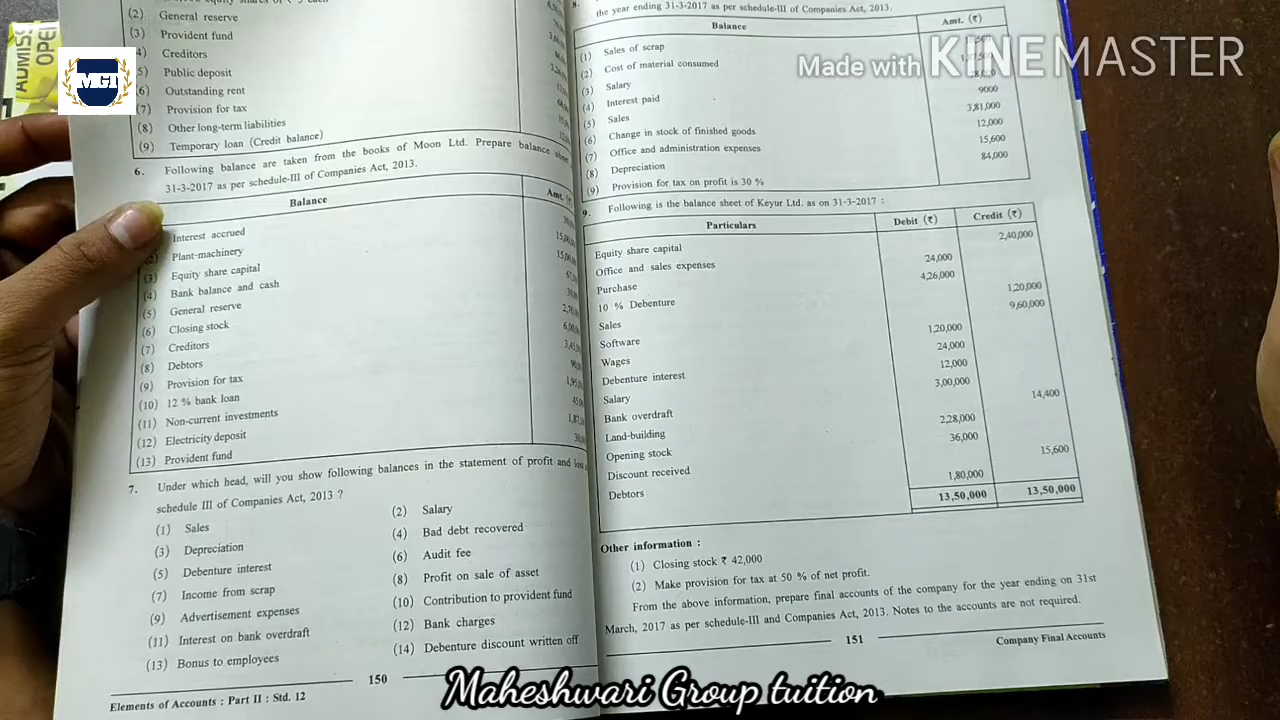 ADMISS
OPE
MGT
(2) General reserve
(3) Provident fund
4) Creditors
5) Public deposit
(6) Outstanding rent
(7) Provision for tax
(8) Other long-term liabilities
(9) Temporary loan (Credit balance)
6. Following balance are taken from the books of Moon Ltd. Prepare balance sheet
31-3-2017 as per schedule-III of Companies Act, 2013.
Balance Amt. (₹
Interest accrued
(2) Plant-machinery
(3) Equity share capital
(4) Bank balance and cash
(5) General reserve
(6) Closing stock
(7) Creditors
(8) Debtors
(9) Provision for tax
(10) 12 % bank loan
(11) Non-current investments
(12) Electricity deposit
(13) Provident fund
7. Under which head, will you show following balances in the statement of profit and loss
schedule III of Companies Act, 2013 ?
(1) Sales (2) Salary
(3) Depreciation (4) Bad debt recovered
(5) Debenture interest (6) Audit fee
(7) Income from scrap (8) Profit on sale of asset
(9) Advertisement expenses (10) Contribution to provident fund
(11) Interest on bank overdraft (12) Bank charges
(13) Bonus to employees (14) Debenture discount written off
150
Elements of Accounts : Part II : Std. 12
8.
the year ending 31-3-2017 as per schedule-III of Companies Act, 2013.
Balance Amt. (₹)
(1) Sales of scrap
(2) Cost of material consumed
(3) Salary
(4) Interest paid 9000
(5) Sales 3,81,000
(6) Change in stock of finished goods 12,000
(7) Office and administration expenses 15,600
(8) Depreciation 84,000
(9) Provision for tax on profit is 30 %
9. Following is the balance sheet of Keyur Ltd. as on 31-3-2017 :
Particulars Debit (₹) Credit (₹)
Equity share capital 2,40,000
Office and sales expenses 24,000
Purchase 4,26,000
10 % Debenture 1,20,000
Sales 9,60,000
Software 1,20,000
Wages 24,000
Debenture interest 12,000
Salary 3,00,000
Bank overdraft 14,400
Land-building 2,28,000
Opening stock 36,000
Discount received 15,600
Debtors 1,80,000
13,50,000 13,50,000
Other information :
(1) Closing stock ₹ 42,000
(2) Make provision for tax at 50 % of net profit.
From the above information, prepare final accounts of the company for the year ending on 31st
March, 2017 as per schedule-III and Companies Act, 2013. Notes to the accounts are not required.
151 Company Final Accounts
Made with KINEMASTER
Maheshwari Group tuition